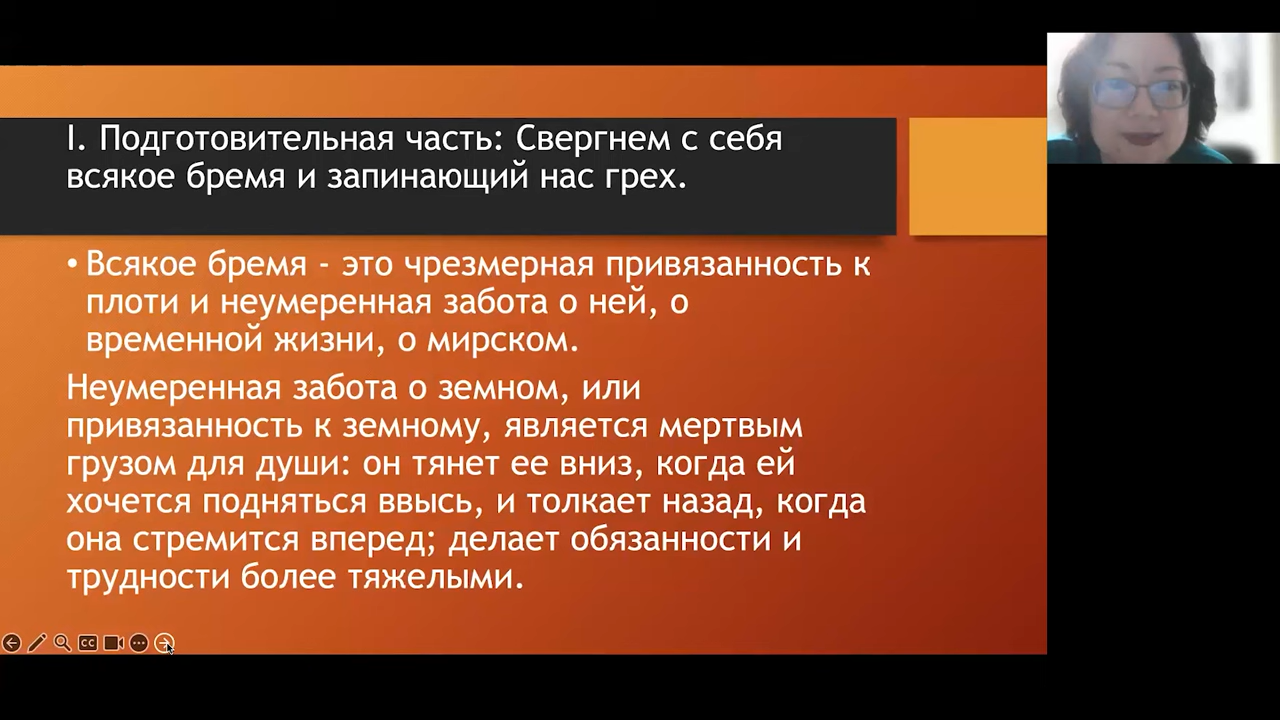 I. Подготовительная часть: Свергнем с себя
всякое бремя и запинающий нас грех.
• Всякое бремя - это чрезмерная привязанность к
плоти и неумеренная забота о ней, о
временной жизни, о мирском.
Неумеренная забота о земном, или
привязанность к земному, является мертвым
грузом для души: он тянет ее вниз, когда ей
хочется подняться ввысь, и толкает назад, когда
она стремится вперед; делает обязанности и
трудности более тяжелыми.
CC